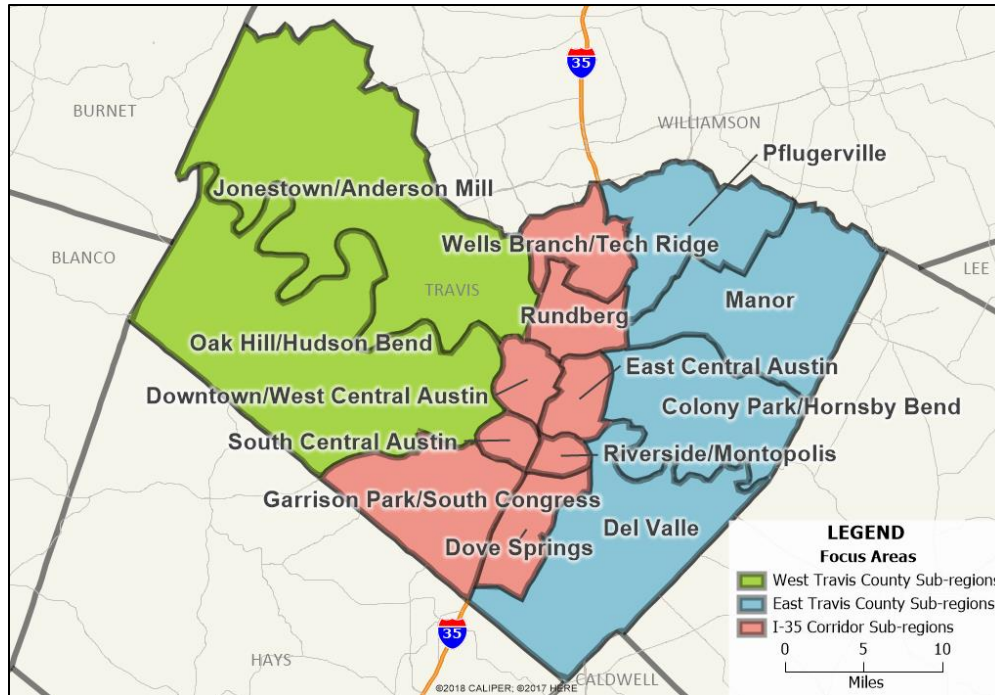 35
BURNET
WILLIAMSON
Pflugerville
Jonestown/Anderson Mill
Wells Branch/Tech Ridge
BLANCO
LEE
TRAVIS
Manor
Rundberg
Oak Hill/Hudson Bend
East Central Austin
Downtown/West Central Austin
Colony Park/Hornsby Bend
South Central Austin
Riverside/Montopolis
Garrison Park/South Congress
Del Valle
Dove Springs
LEGEND
Focus Areas
West Travis County Sub-regions
East Travis County Sub-regions
I-35 Corridor Sub-regions
35
0 5 10
Miles
HAYS
CALDWELL
©2018 CALIPER; ©2017 HERE